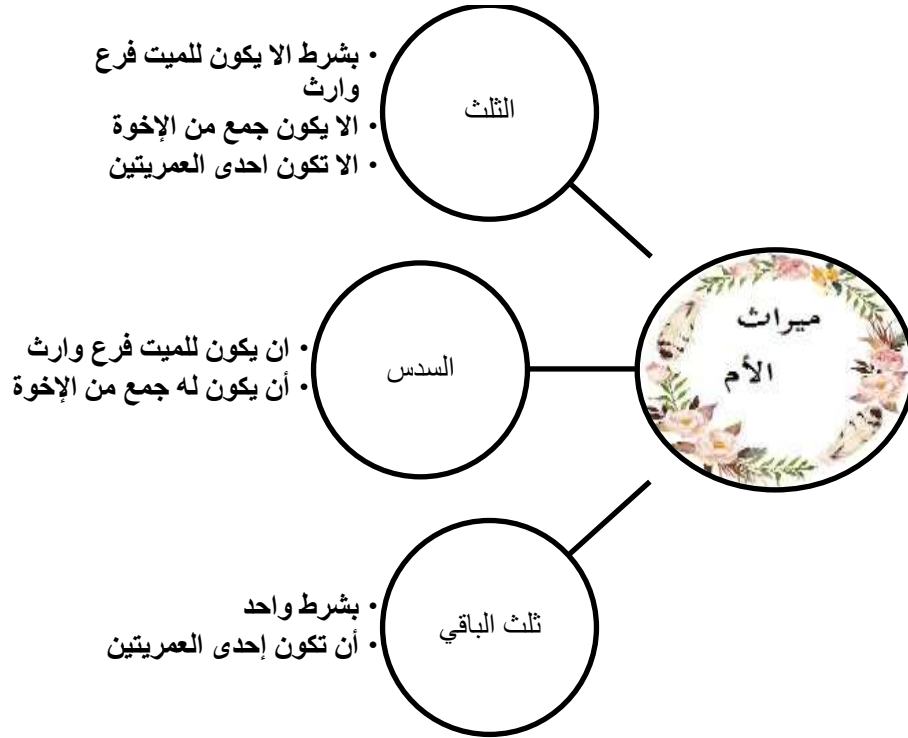 ميراث
الأم
الثلث
• بشرط الا يكون للميت فرع
وارث
• الا يكون جمع من الإخوة
• الا تكون احدى العمريتين
السدس
• ان يكون للميت فرع وارث
• أن يكون له جمع من الإخوة
ثلث الباقي
• بشرط واحد
• أن تكون إحدى العمريتين